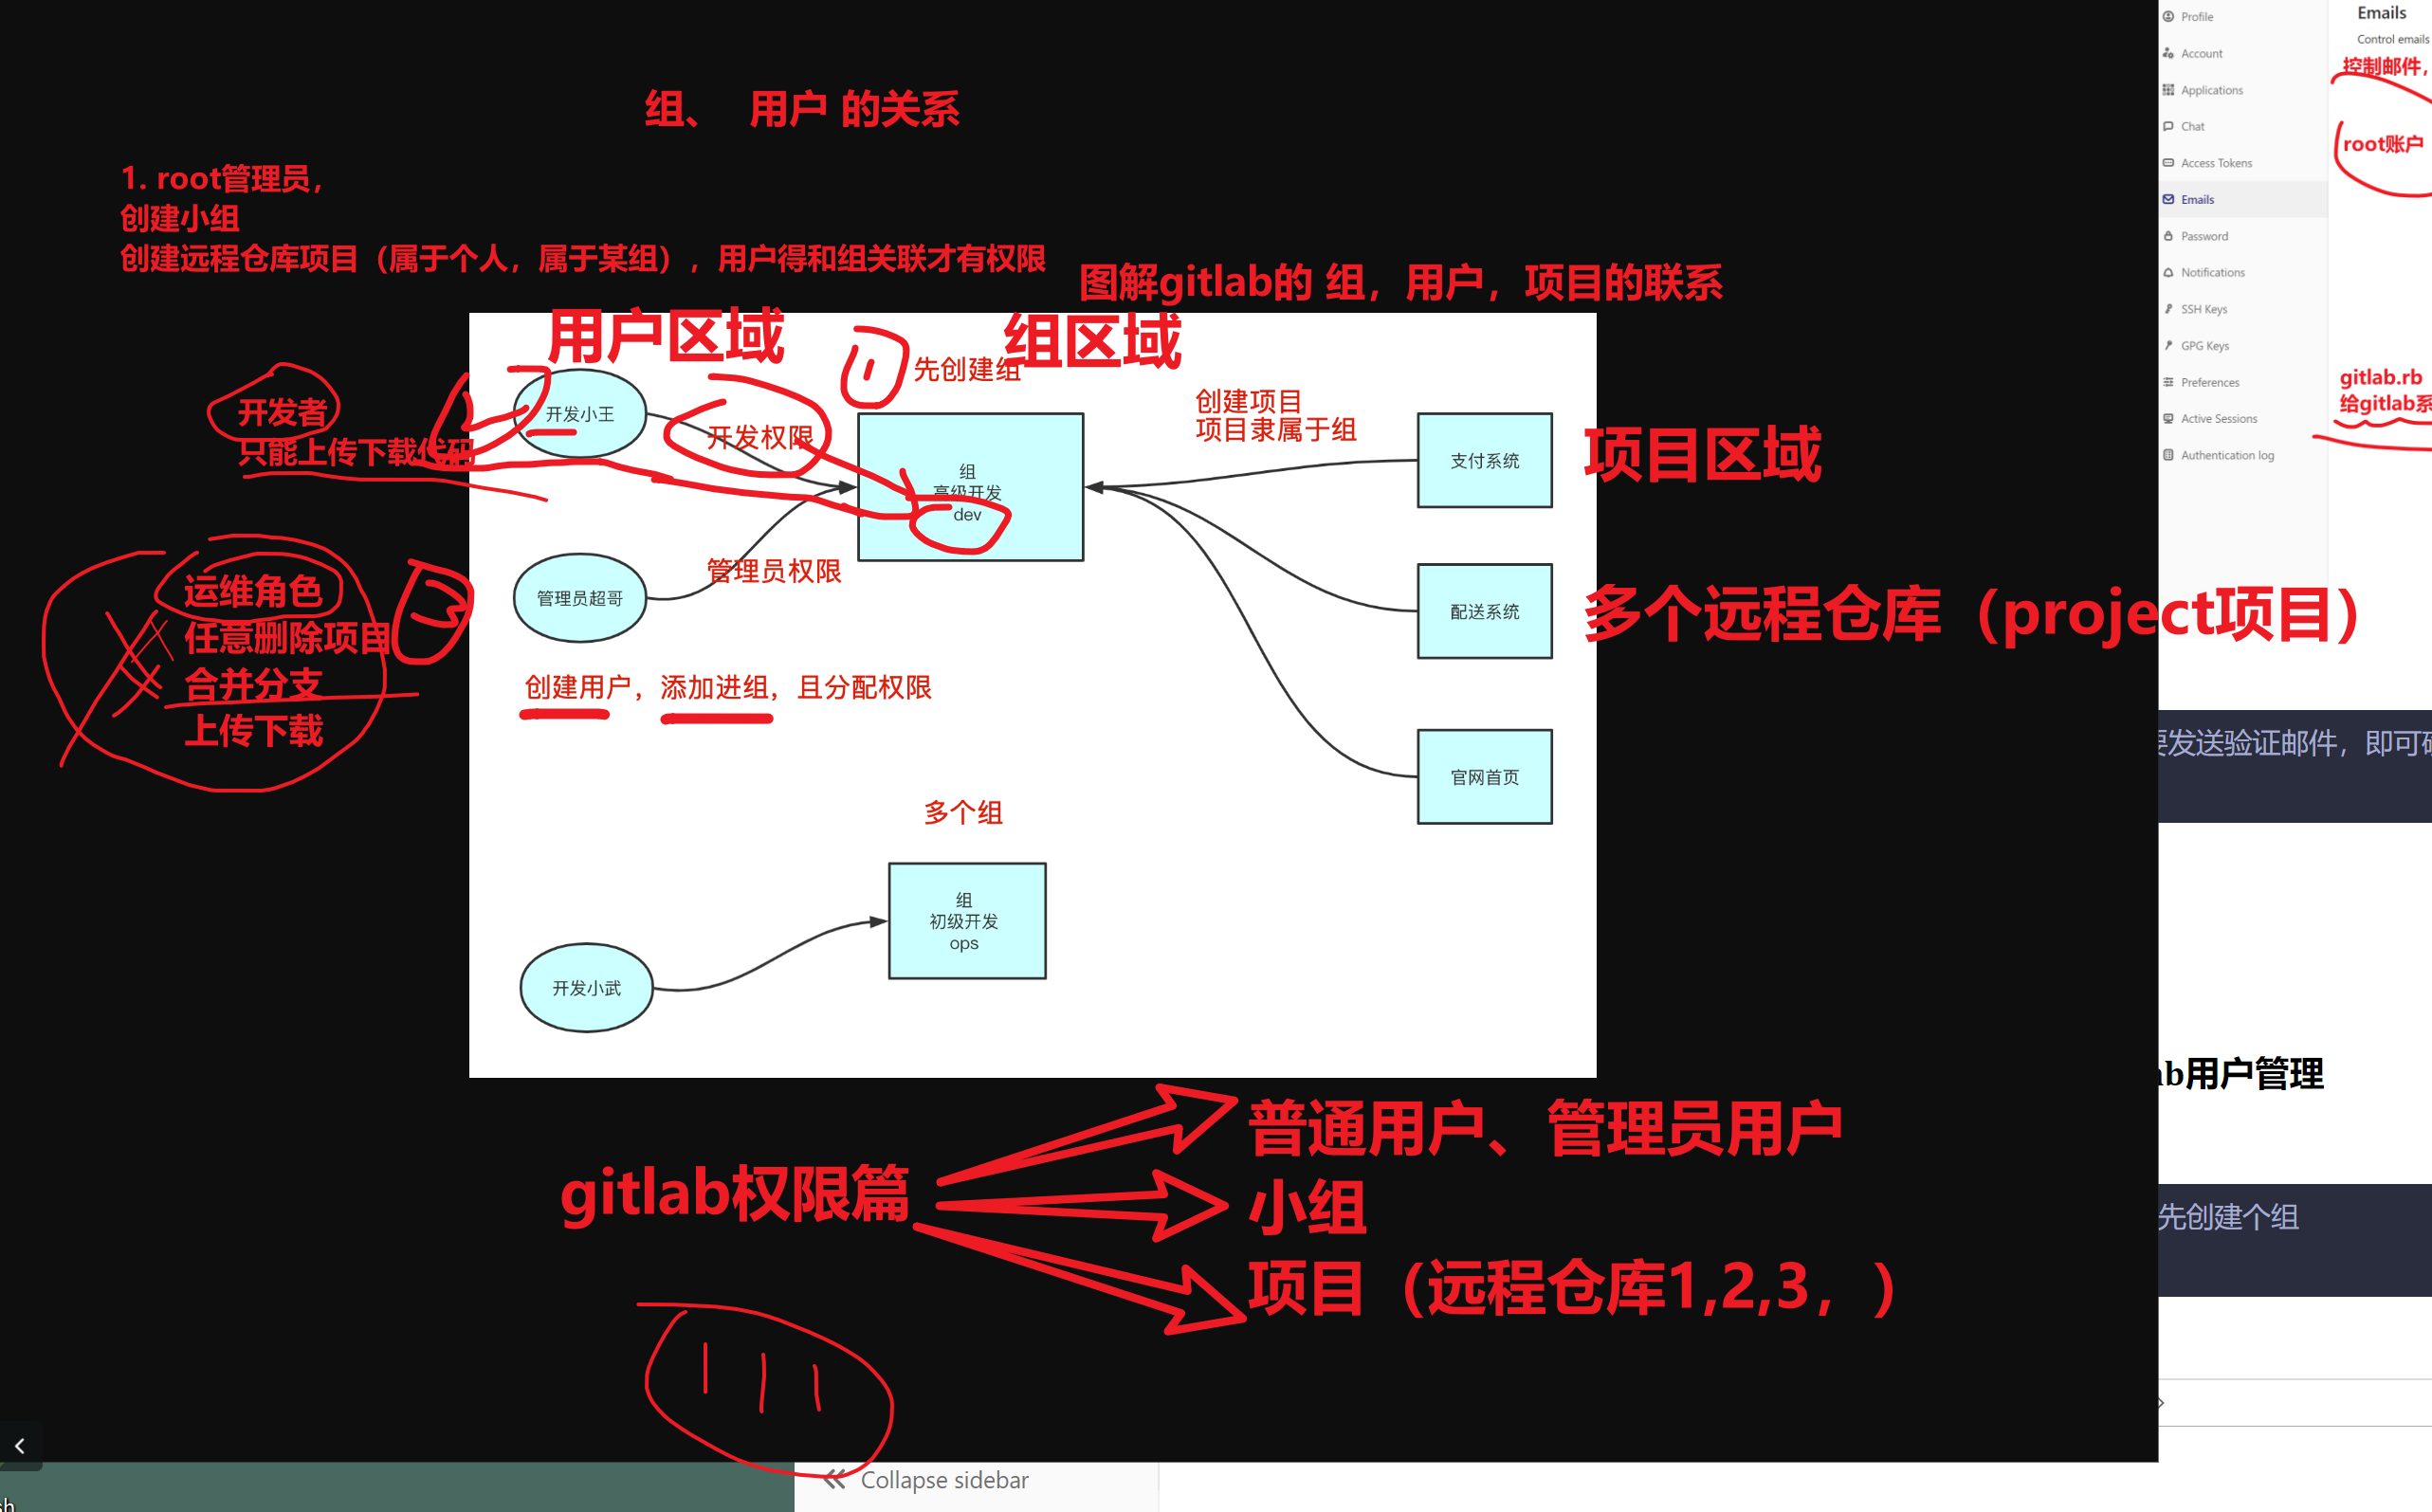 组、 用户 的关系
1. root管理员，
创建小组
创建远程仓库项目（属于个人，属于某组），用户得和组关联才有权限
图解gitlab的 组，用户，项目的联系
用户区域
组区域
先创建组
开发者
只能上传下载代码
开发小王
开发权限
组
高级开发
dev
创建项目
项目隶属于组
支付系统
项目区域
运维角色
任意删除项目
合并分支
上传下载
管理员超哥
管理员权限
配送系统
多个远程仓库（project项目）
创建用户，添加进组，且分配权限
官网首页
多个组
组
初级开发
ops
开发小武
gitlab权限篇
普通用户、管理员用户
小组
项目（远程仓库1,2,3，）
Collapse sidebar
Profile
Account
Applications
Chat
Access Tokens
Emails
Password
Notifications
SSH Keys
GPG Keys
Preferences
Active Sessions
Authentication log
Emails
Control emails
控制邮件，
root账户
gitlab.rb
给gitlab系
发送验证邮件，即可
ab用户管理
先创建个组